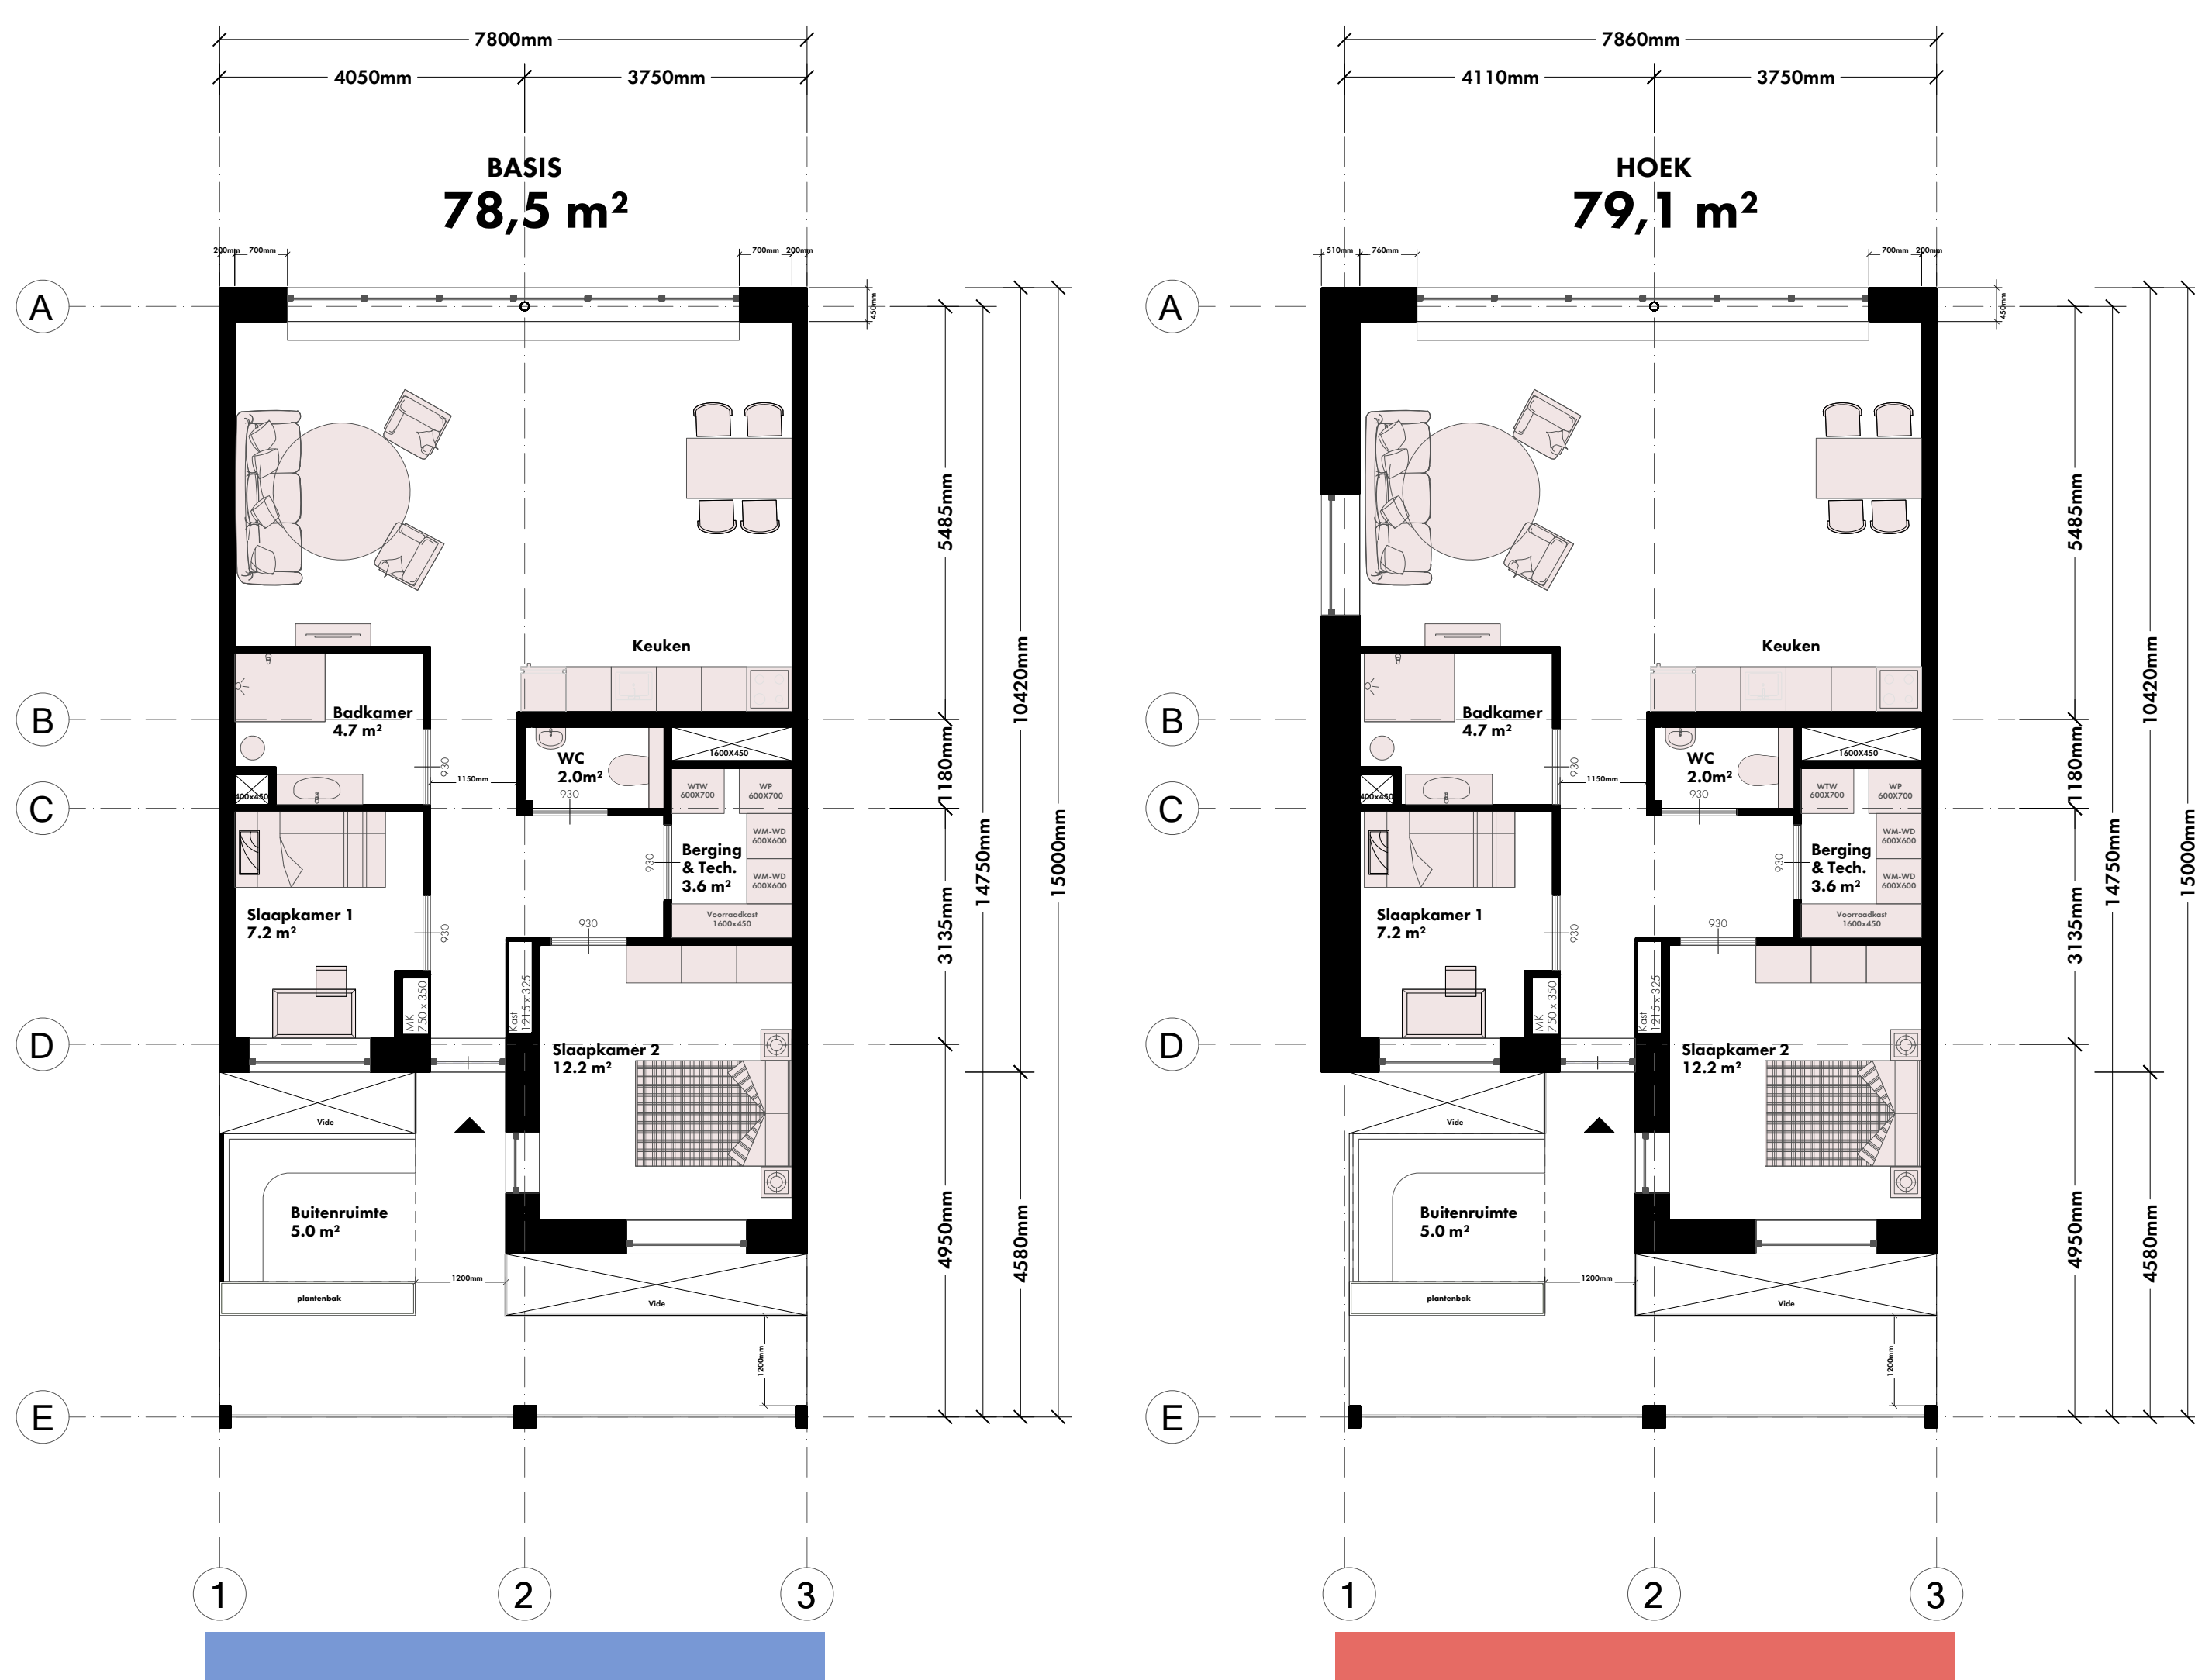 7800mm
4050mm
3750mm
BASIS
78,5 m²
200mm
700mm
700mm
200mm
450mm
A
B
C
D
E
Keuken
Badkamer
4.7 m²
930
1150mm
400x450
WC
2.0m²
930
1600X450
WTW
600X700
WP
600X700
WM-WD
600X600
WM-WD
600X600
Berging
& Tech.
3.6 m²
930
Voorraadkast
1600x450
Slaapkamer 1
7.2 m²
930
930
MK
750 x 350
Kast
1215 x 325
Slaapkamer 2
12.2 m²
Vide
Buitenruimte
5.0 m²
plantenbak
1200mm
Vide
1200mm
5485mm
1180mm
3135mm
4950mm
14750mm
10420mm
4580mm
15000mm
1
2
3
7860mm
4110mm
3750mm
HOEK
79,1 m²
510mm
760mm
700mm
200mm
450mm
A
B
C
D
E
Keuken
Badkamer
4.7 m²
930
1150mm
400x450
WC
2.0m²
930
1600X450
WTW
600X700
WP
600X700
WM-WD
600X600
WM-WD
600X600
Berging
& Tech.
3.6 m²
930
Voorraadkast
1600x450
Slaapkamer 1
7.2 m²
930
930
MK
750 x 350
Kast
1215 x 325
Slaapkamer 2
12.2 m²
Vide
Buitenruimte
5.0 m²
plantenbak
1200mm
Vide
1200mm
5485mm
1180mm
3135mm
4950mm
14750mm
10420mm
4580mm
15000mm
1
2
3